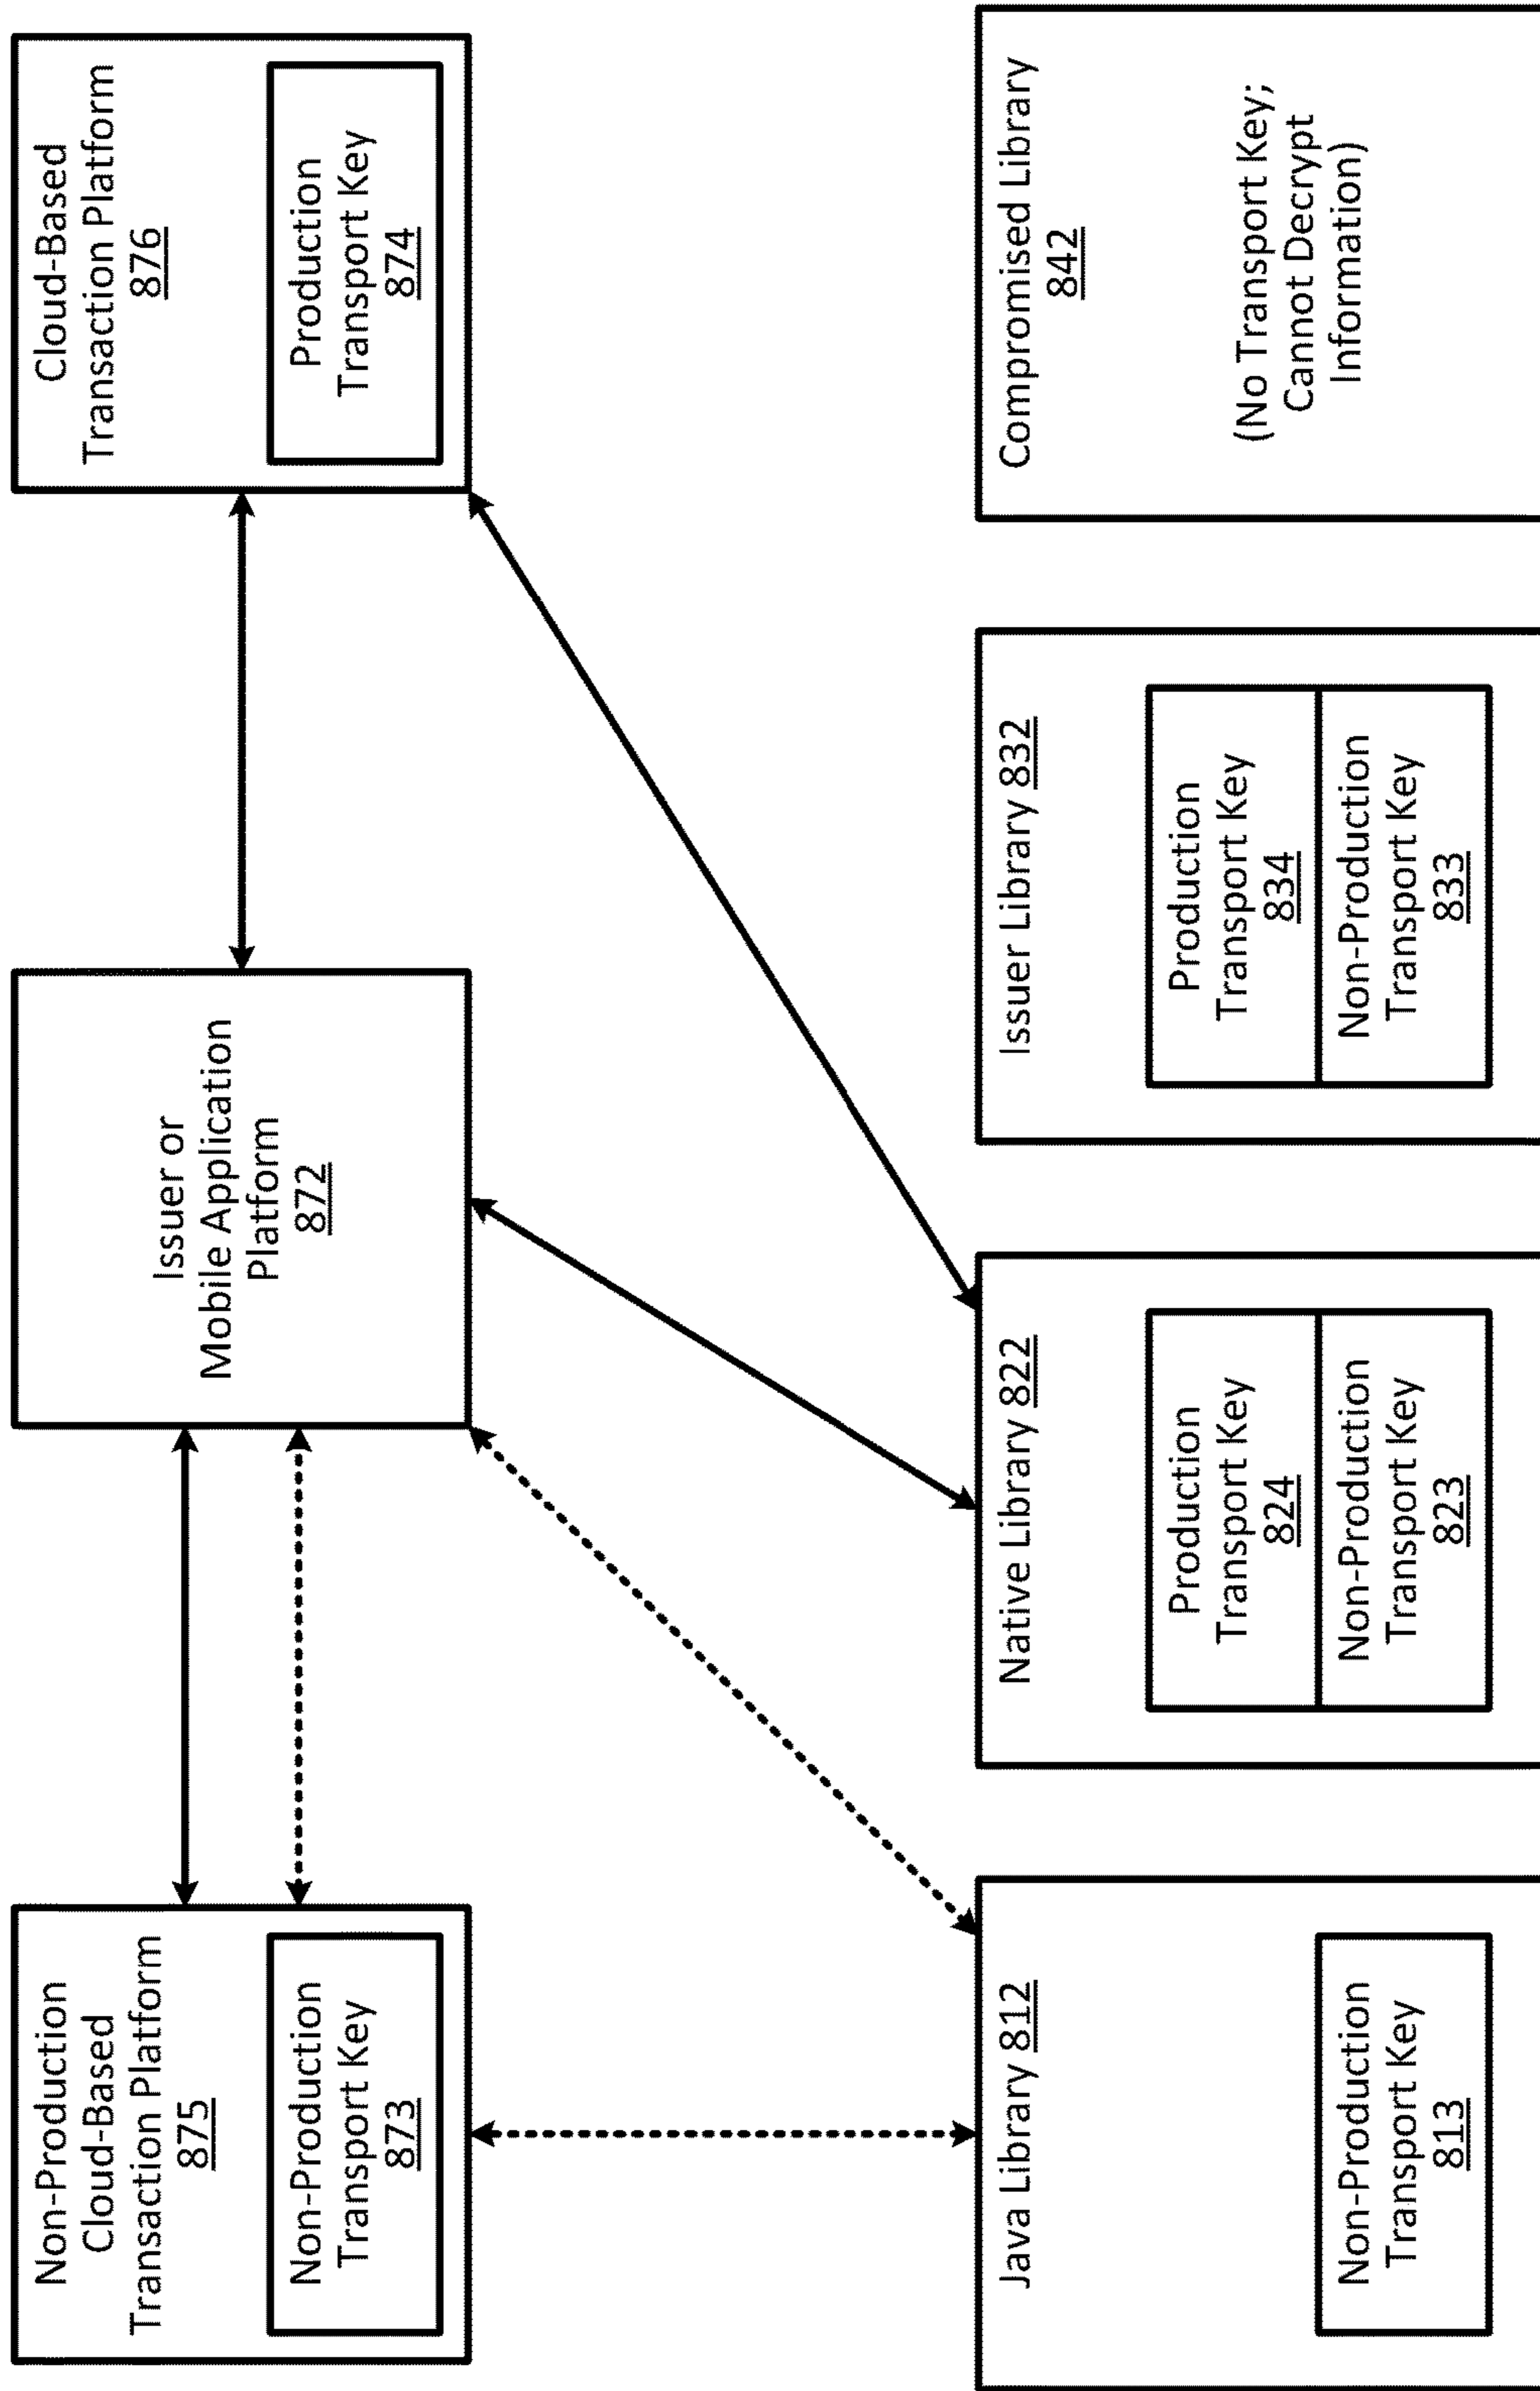 Non-Production
Cloud-Based
Transaction Platform
875
Non-Production
Transport Key
873
Issuer or
Mobile Application
Platform
872
Cloud-Based
Transaction Platform
876
Production
Transport Key
874
Java Library 812
Non-Production
Transport Key
813
Native Library 822
Production
Transport Key
824
Non-Production
Transport Key
823
Issuer Library 832
Production
Transport Key
834
Non-Production
Transport Key
833
Compromised Library
842
(No Transport Key;
Cannot Decrypt
Information)